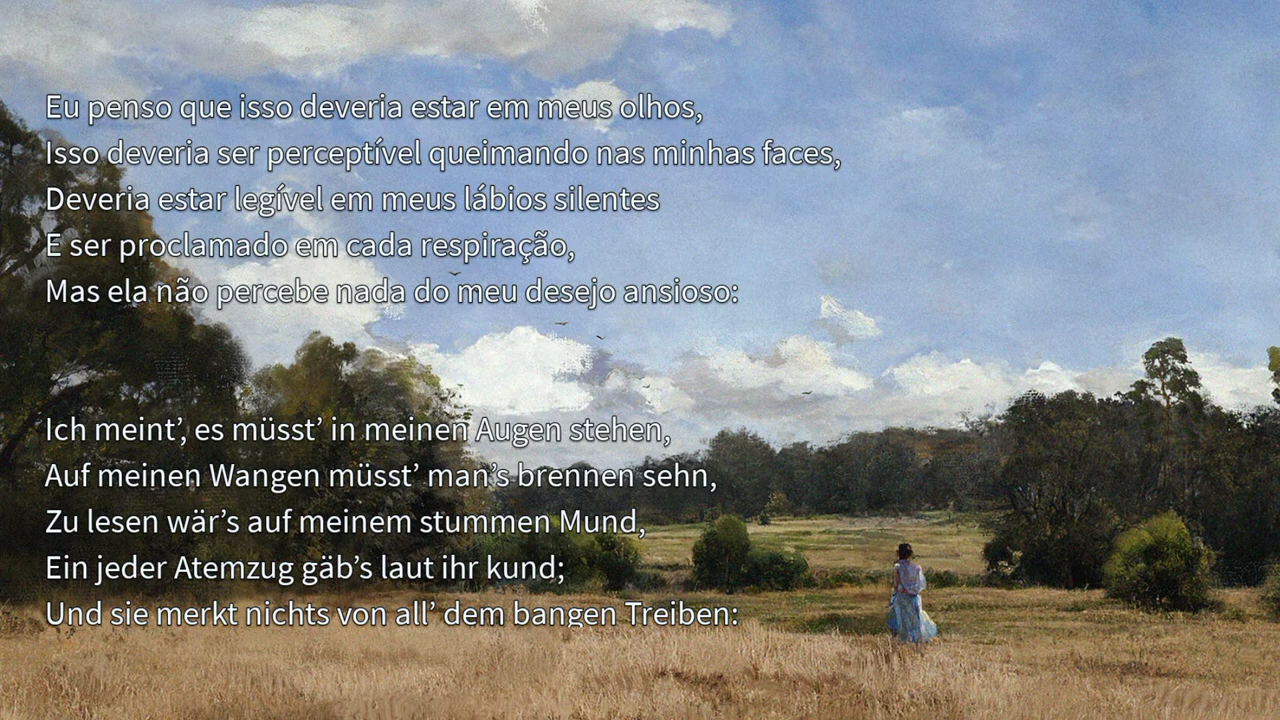 Eu penso que isso deveria estar em meus olhos,
Isso deveria ser perceptível queimando nas minhas faces,
Deveria estar legível em meus lábios silentes
E ser proclamado em cada respiração,
Mas ela não percebe nada do meu desejo ansioso:
Ich meint’, es müsst’ in meinen Augen stehen,
Auf meinen Wangen müsst’ man’s brennen sehn,
Zu lesen wär’s auf meinem stummen Mund,
Ein jeder Atemzug gäb’s laut ihr kund;
Und sie merkt nichts von all’ dem bangen Treiben: